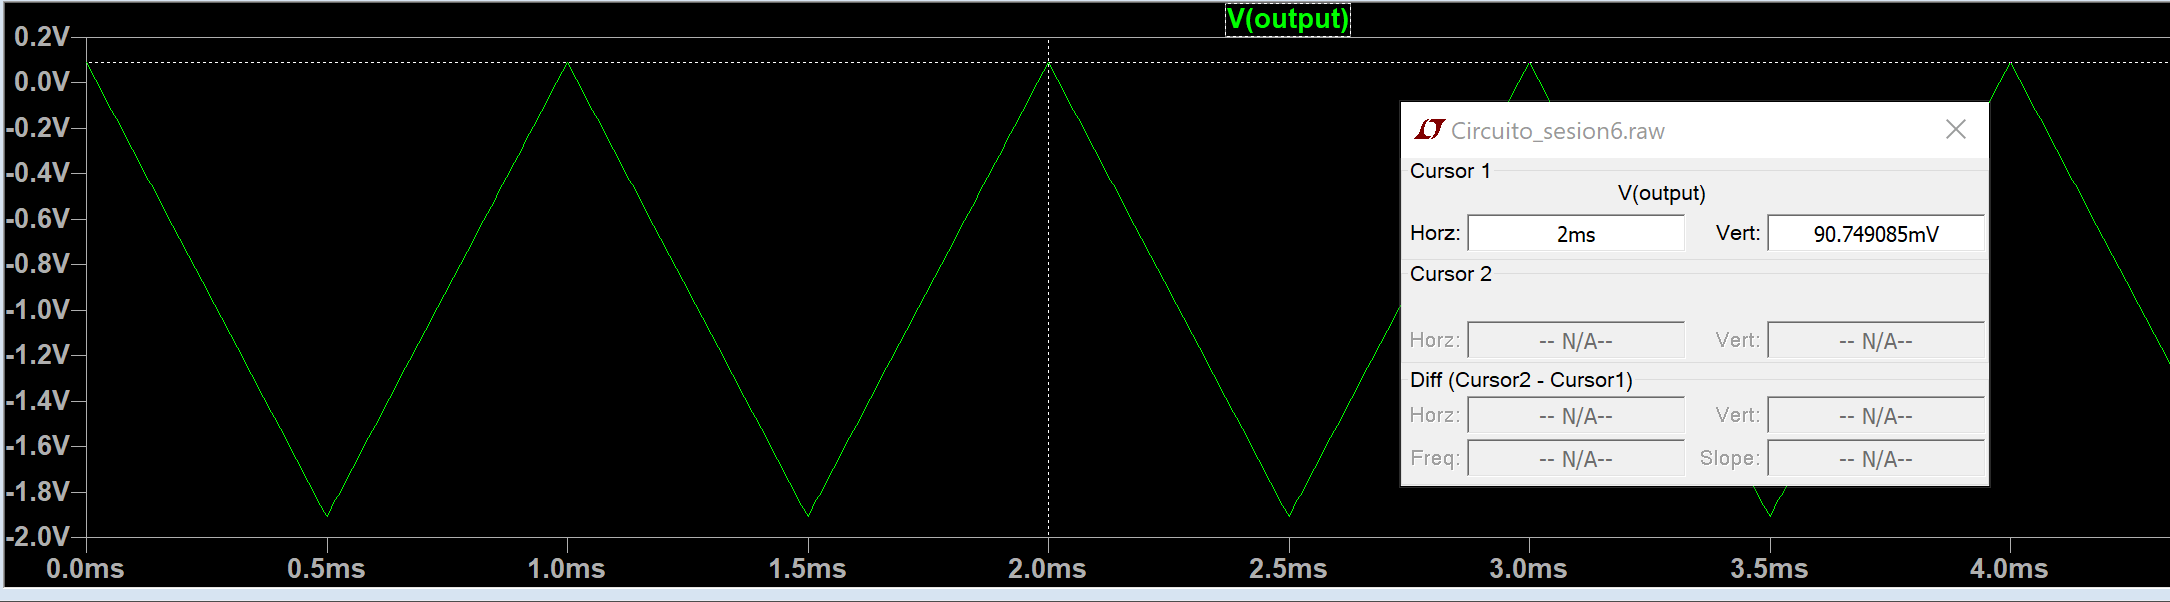 V(output)
0.2V
0.0V
-0.2V
-0.4V
-0.6V
-0.8V
-1.0V
-1.2V
-1.4V
-1.6V
-1.8V
-2.0V
0.0ms 0.5ms 1.0ms 1.5ms 2.0ms 2.5ms 3.0ms 3.5ms 4.0ms
Circuito_sesion6.raw
Cursor 1
V(output)
Horz: 2ms Vert: 90.749085mV
Cursor 2
Horz: -- N/A-- Vert: -- N/A--
Diff (Cursor2 - Cursor1)
Horz: -- N/A-- Vert: -- N/A--
Freq: -- N/A-- Slope: -- N/A--